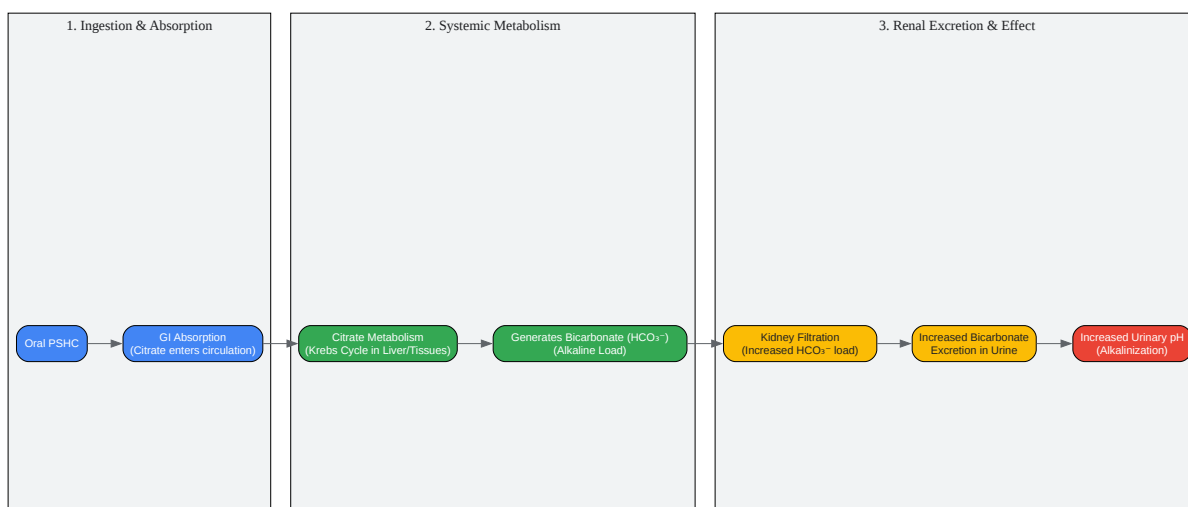 1. Ingestion & Absorption
Oral PSHC
GI Absorption
(Citrate enters circulation)
2. Systemic Metabolism
Citrate Metabolism
(Krebs Cycle in Liver/Tissues)
Generates Bicarbonate (HCO₃⁻)
(Alkaline Load)
3. Renal Excretion & Effect
Kidney Filtration
(Increased HCO₃⁻ load)
Increased Bicarbonate
Excretion in Urine
Increased Urinary pH
(Alkalinization)